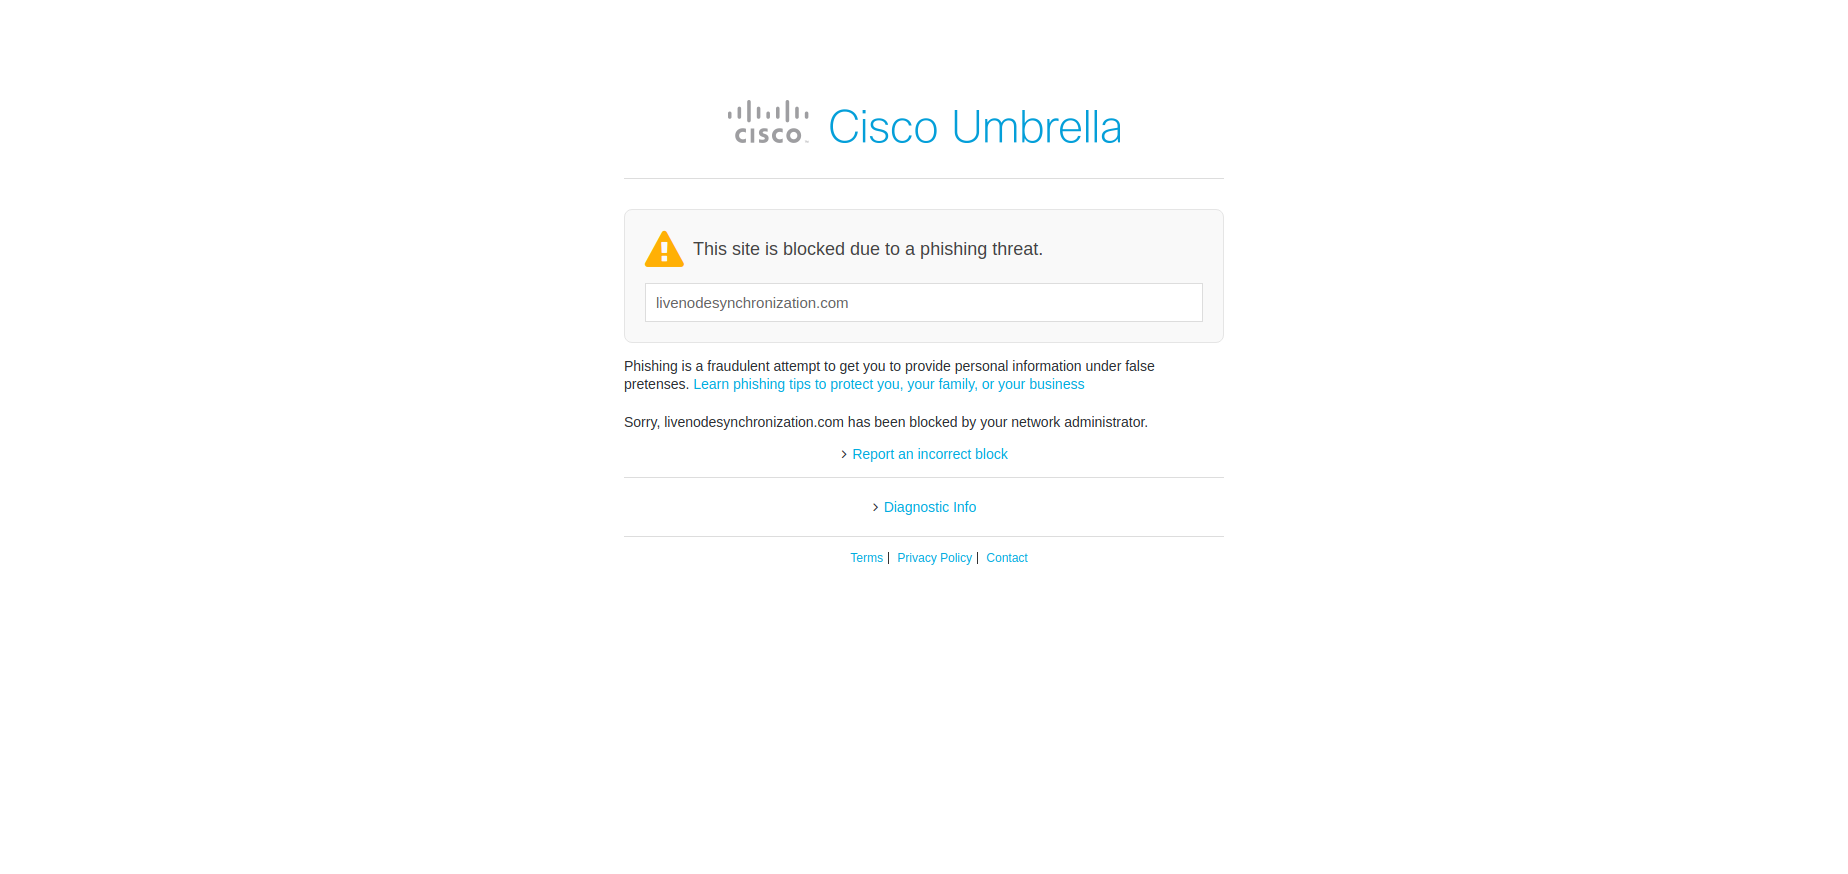 cisco Cisco Umbrella
This site is blocked due to a phishing threat.
livenodesynchronization.com
Phishing is a fraudulent attempt to get you to provide personal information under false
pretenses. Learn phishing tips to protect you, your family, or your business
Sorry, livenodesynchronization.com has been blocked by your network administrator.
Report an incorrect block
Diagnostic Info
Terms | Privacy Policy | Contact